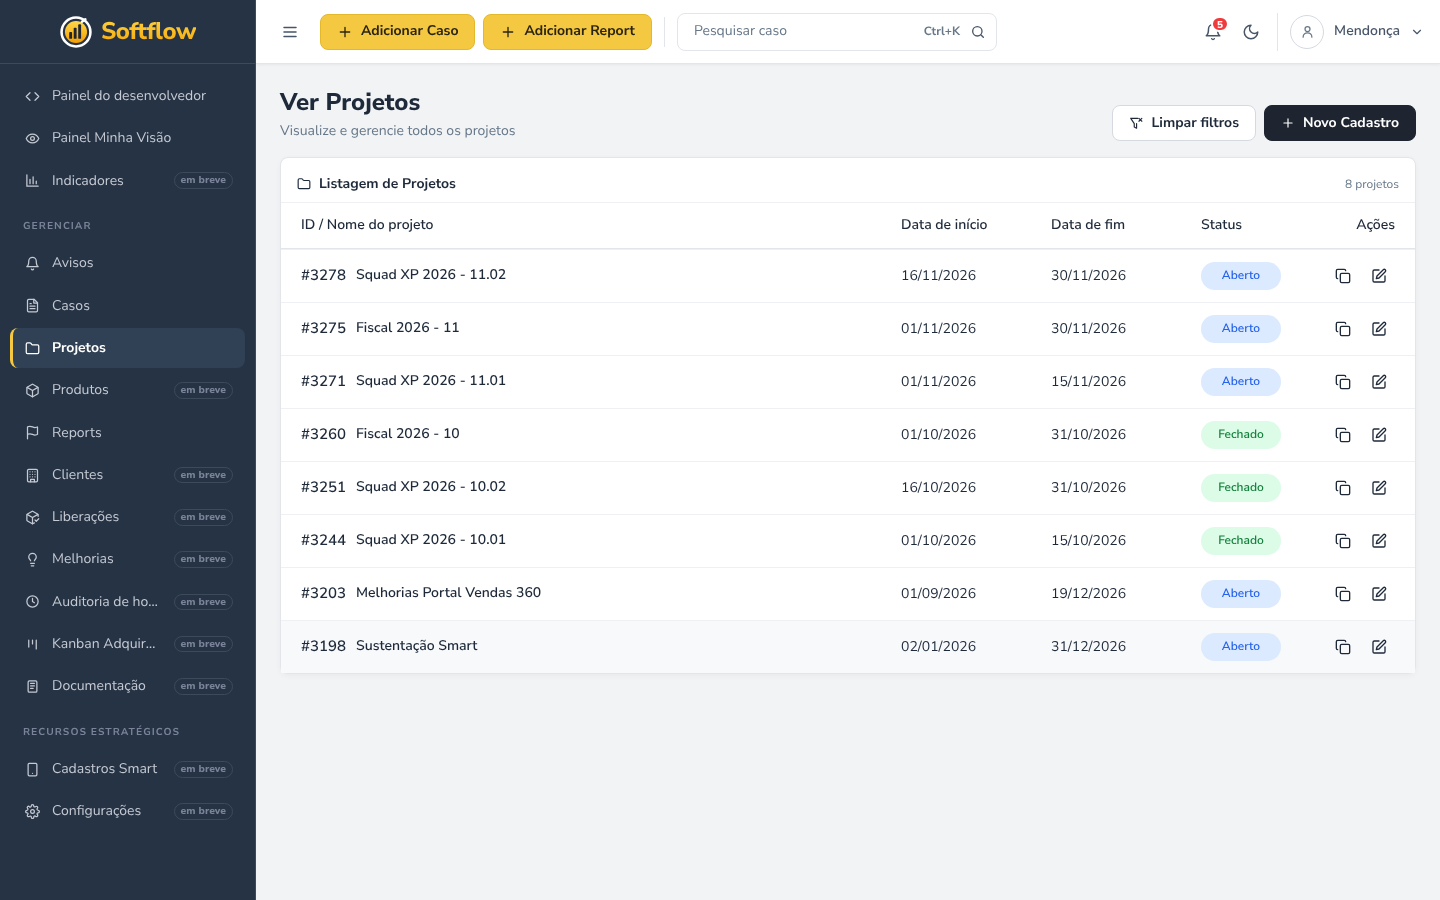 Softflow
Adicionar Caso
Adicionar Report
Pesquisar caso
Ctrl+K
5
Mendonça
Painel do desenvolvedor
Painel Minha Visão
Indicadores em breve
GERENCIAR
Avisos
Casos
Projetos
Produtos em breve
Reports
Clientes em breve
Liberações em breve
Melhorias em breve
Auditoria de ho... em breve
Kanban Adquir... em breve
Documentação em breve
RECURSOS ESTRATÉGICOS
Cadastros Smart em breve
Configurações em breve
Ver Projetos
Visualize e gerencie todos os projetos
Limpar filtros
Novo Cadastro
Listagem de Projetos
8 projetos
ID / Nome do projeto Data de início Data de fim Status Ações
#3278 Squad XP 2026 - 11.02 16/11/2026 30/11/2026 Aberto
#3275 Fiscal 2026 - 11 01/11/2026 30/11/2026 Aberto
#3271 Squad XP 2026 - 11.01 01/11/2026 15/11/2026 Aberto
#3260 Fiscal 2026 - 10 01/10/2026 31/10/2026 Fechado
#3251 Squad XP 2026 - 10.02 16/10/2026 31/10/2026 Fechado
#3244 Squad XP 2026 - 10.01 01/10/2026 15/10/2026 Fechado
#3203 Melhorias Portal Vendas 360 01/09/2026 19/12/2026 Aberto
#3198 Sustentação Smart 02/01/2026 31/12/2026 Aberto